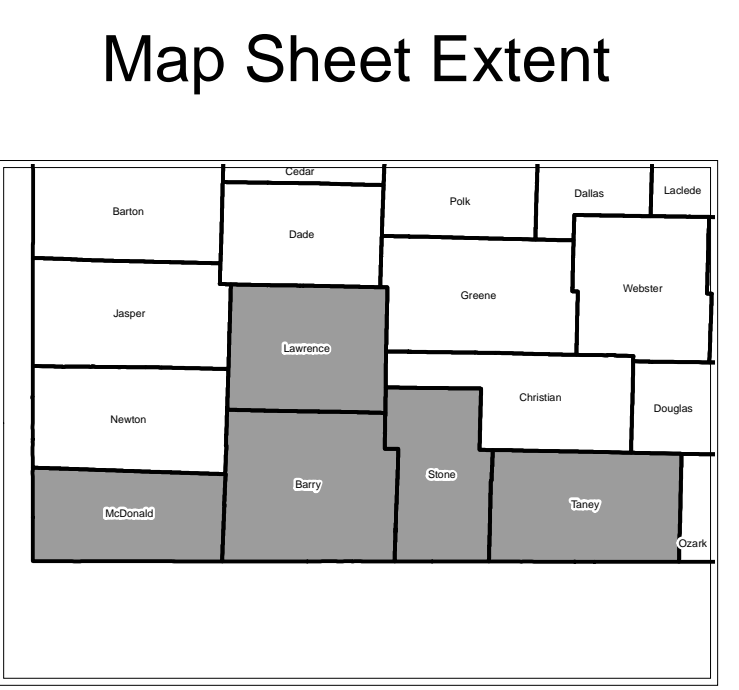 Map Sheet Extent
Cedar
Laclede
Dallas
Polk
Barton
Dade
Webster
Greene
Jasper
Lawrence
Christian
Douglas
Newton
Stone
Barry
Taney
McDonald
Ozark